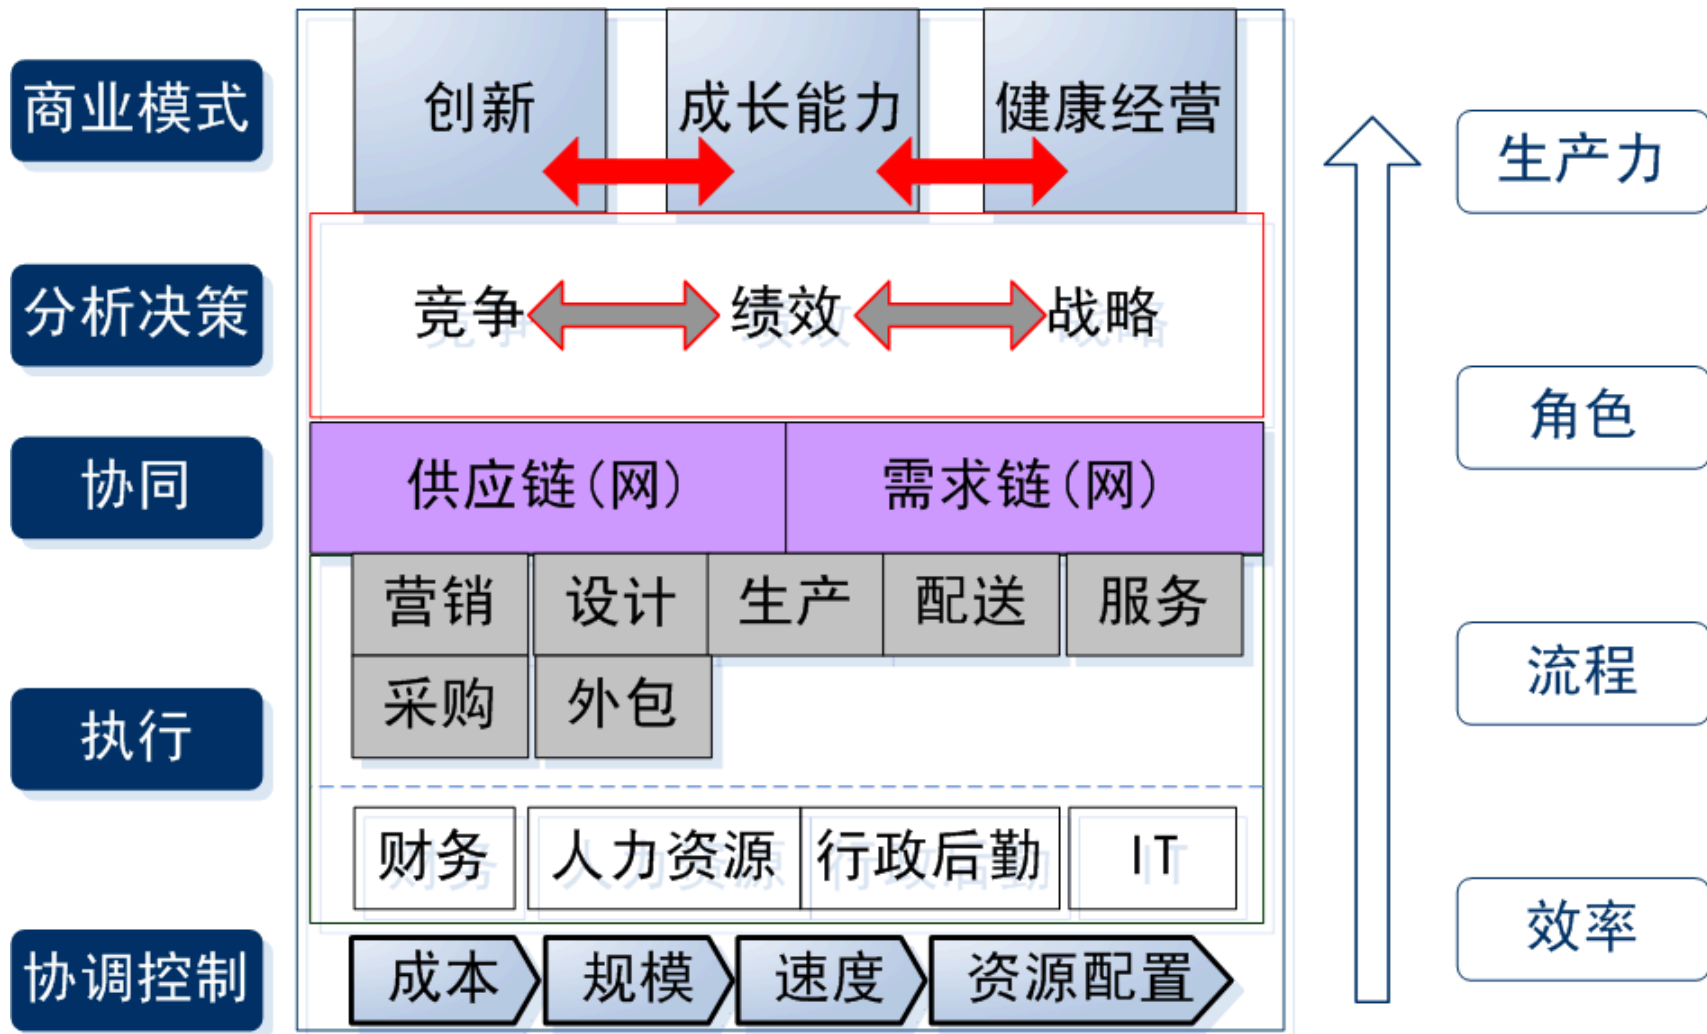 商业模式
创新
成长能力
健康经营
生产力
分析决策
竞争
绩效
战略
角色
协同
供应链(网)
需求链(网)
营销
设计
生产
配送
服务
执行
采购
外包
流程
财务
人力资源
行政后勤
IT
效率
协调控制
成本
规模
速度
资源配置